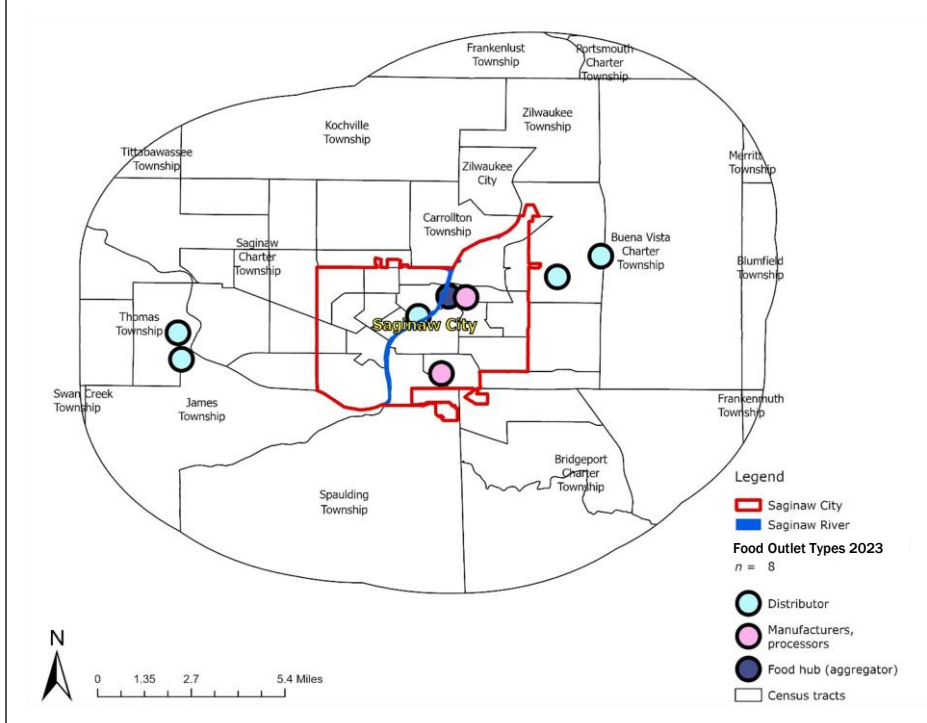 Frankenlust
Township
Portsmouth
Charter
Township
Zilwaukee
Township
Kochville
Township
Tittabawassee
Township
Merritt
Township
Zilwaukee
City
Carrollton
Township
Saginaw
Charter
Township
Buena Vista
Charter
Township
Blumfield
Township
Thomas
Township
Saginaw City
Swan Creek
Township
James
Township
Frankenmuth
Township
Bridgeport
Charter
Township
Spaulding
Township
Legend
Saginaw City
Saginaw River
Food Outlet Types 2023
n = 8
Distributor
Manufacturers,
processors
Food hub (aggregator)
Census tracts
N
0 1.35 2.7 5.4 Miles